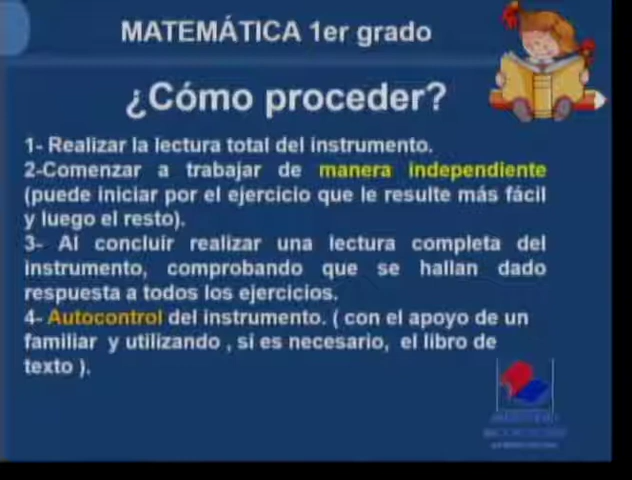 MATEMÁTICA 1er grado
¿Cómo proceder?
1- Realizar la lectura total del instrumento.
2-Comenzar a trabajar de manera independiente
(puede iniciar por el ejercicio que le resulte más fácil
y luego el resto).
3- Al concluir realizar una lectura completa del
instrumento, comprobando que se hallan dado
respuesta a todos los ejercicios.
4- Autocontrol del instrumento. ( con el apoyo de un
familiar y utilizando , si es necesario, el libro de
texto ).